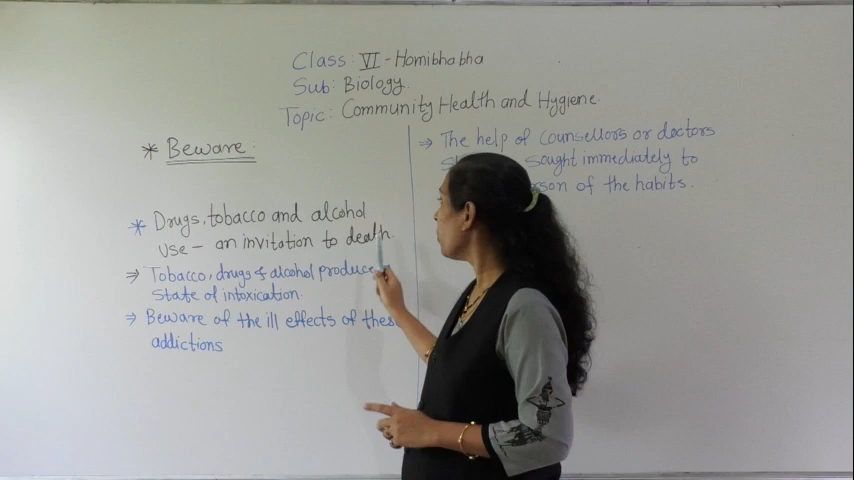 Class: VI - Homibhabha
Sub: Biology.
Topic: Community Health and Hygiene.
* Beware.
* Drugs, tobacco and alcohol
use – an invitation to death.
⇒ Tobacco, drugs & alcohol produce
state of intoxication.
⇒ Beware of the ill effects of these
addictions
⇒ The help of counsellors or doctors
sought immediately to
of the habits.